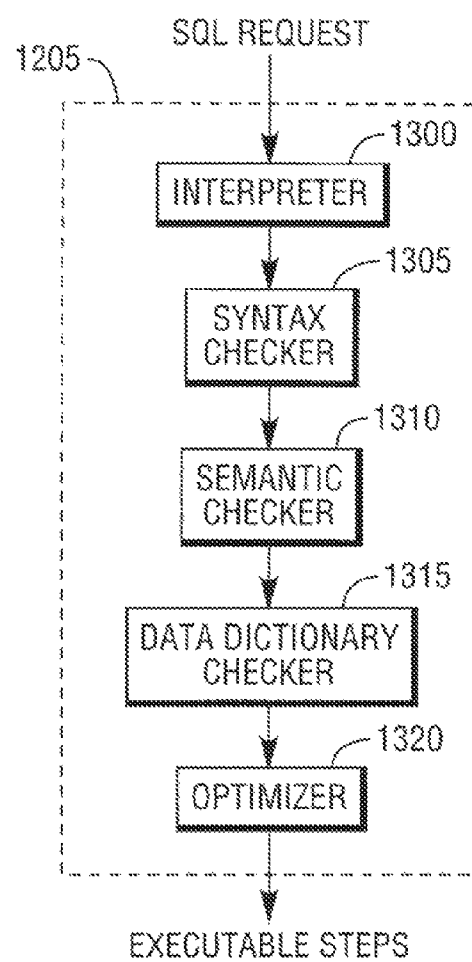 SQL REQUEST
1205
1300
INTERPRETER
1305
SYNTAX
CHECKER
1310
SEMANTIC
CHECKER
1315
DATA DICTIONARY
CHECKER
1320
OPTIMIZER
EXECUTABLE STEPS